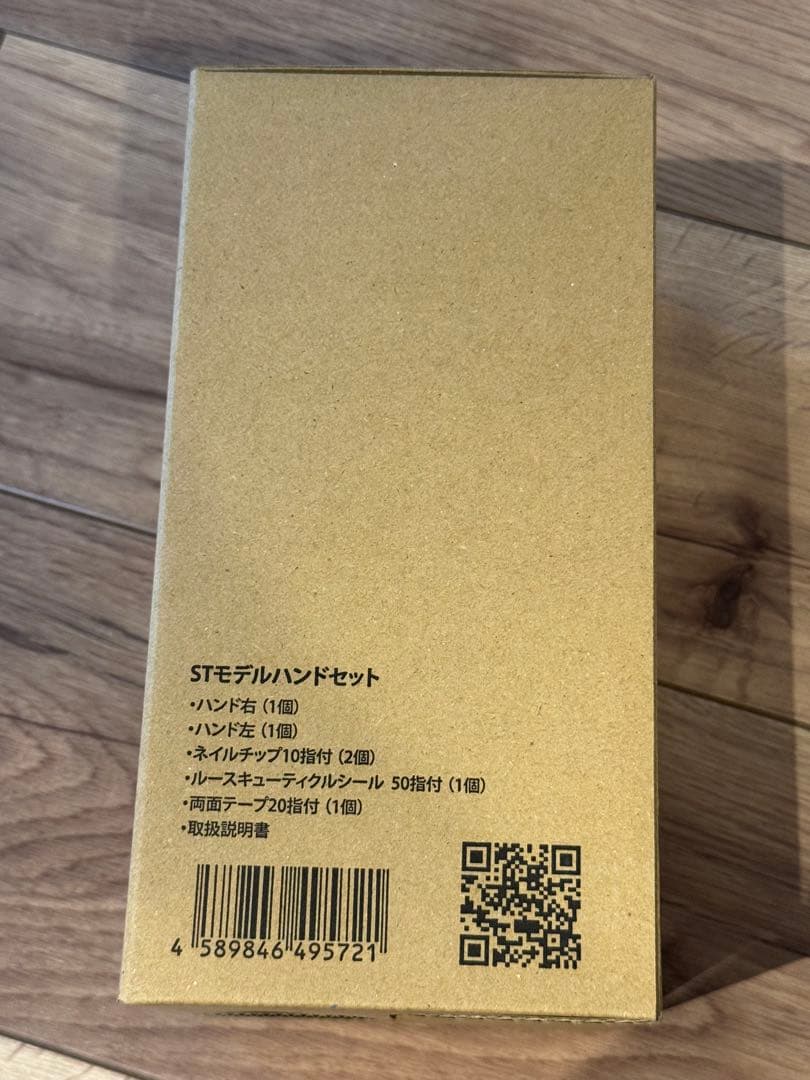 STモデルハンドセット
・ハンド右（1個）
・ハンド左（1個）
・ネイルチップ10指付（2個）
・ルースキューティクルシール 50指付（1個）
・両面テープ20指付（1個）
・取扱説明書
4 589846 495721